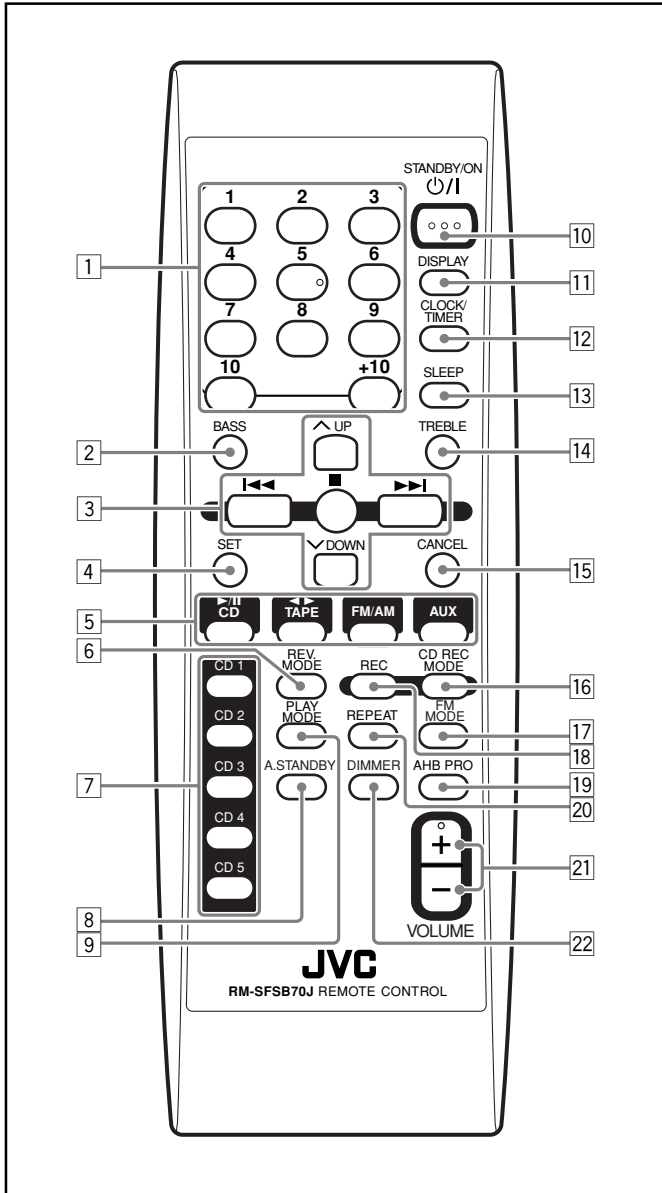 STANDBY/ON
1 2 3
10
1
4 5 6
DISPLAY
11
CLOCK/
TIMER
12
7 8 9
10 +10
SLEEP
13
BASS
UP
TREBLE
2
14
3
SET
DOWN
CANCEL
4
15
5
CD
TAPE
FM/AM
AUX
6
CD 1
REV.
MODE
REC
CD REC
MODE
16
CD 2
PLAY
MODE
REPEAT
FM
MODE
17
18
7
CD 3
A.STANDBY
DIMMER
AHB PRO
19
20
CD 4
+
21
CD 5
−
8
VOLUME
9
22
JVC
RM-SFSB70J REMOTE CONTROL